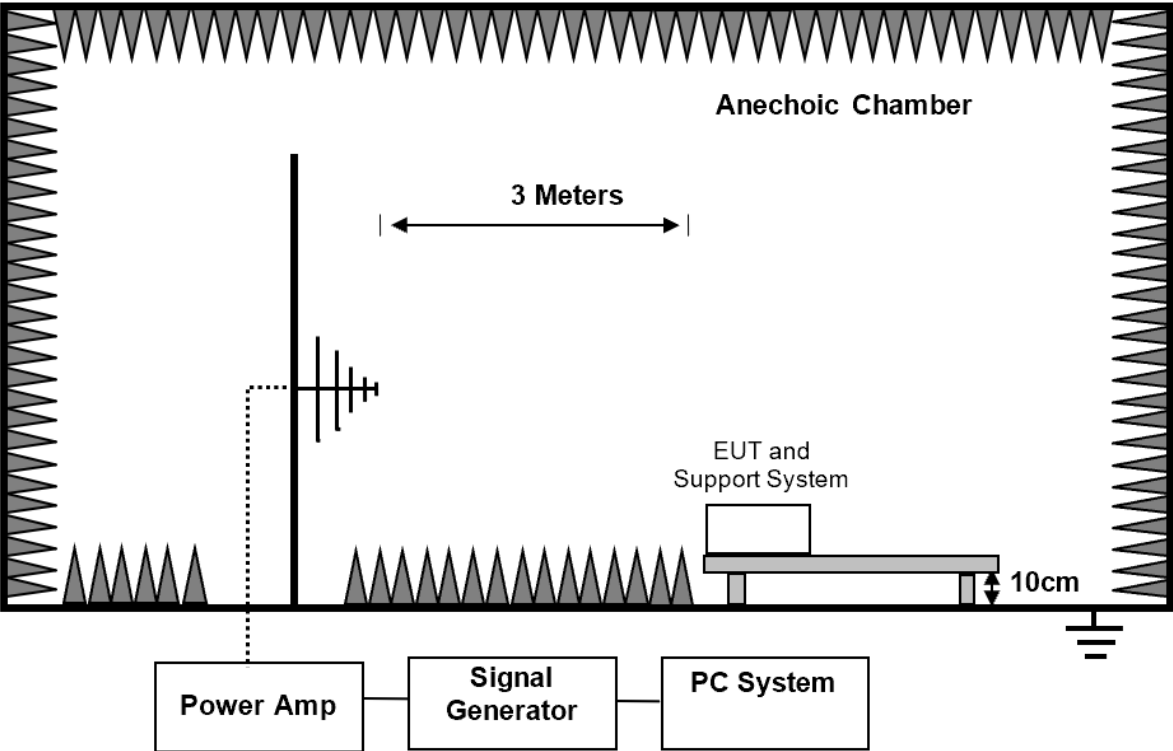 Anechoic Chamber
3 Meters
EUT and
Support System
10cm
Power Amp
Signal
Generator
PC System